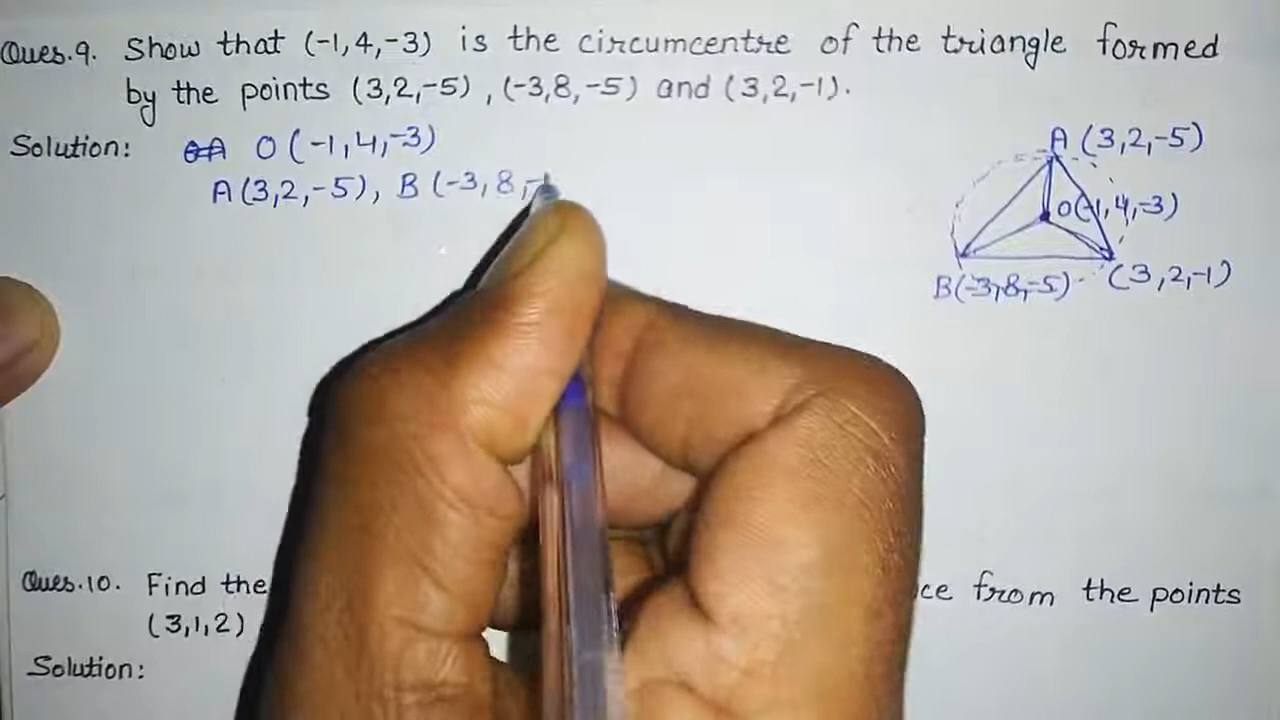 Ques.9. Show that (-1,4,-3) is the circumcentre of the triangle formed
by the points (3,2,-5), (-3,8,-5) and (3,2,-1).
Solution: O(-1,4,-3)
A(3,2,-5), B(-3,8,-
A(3,2,-5)
O(-1,4,-3)
B(-3,8,-5)
(3,2,-1)
Ques.10. Find the ce from the points
(3,1,2)
Solution: